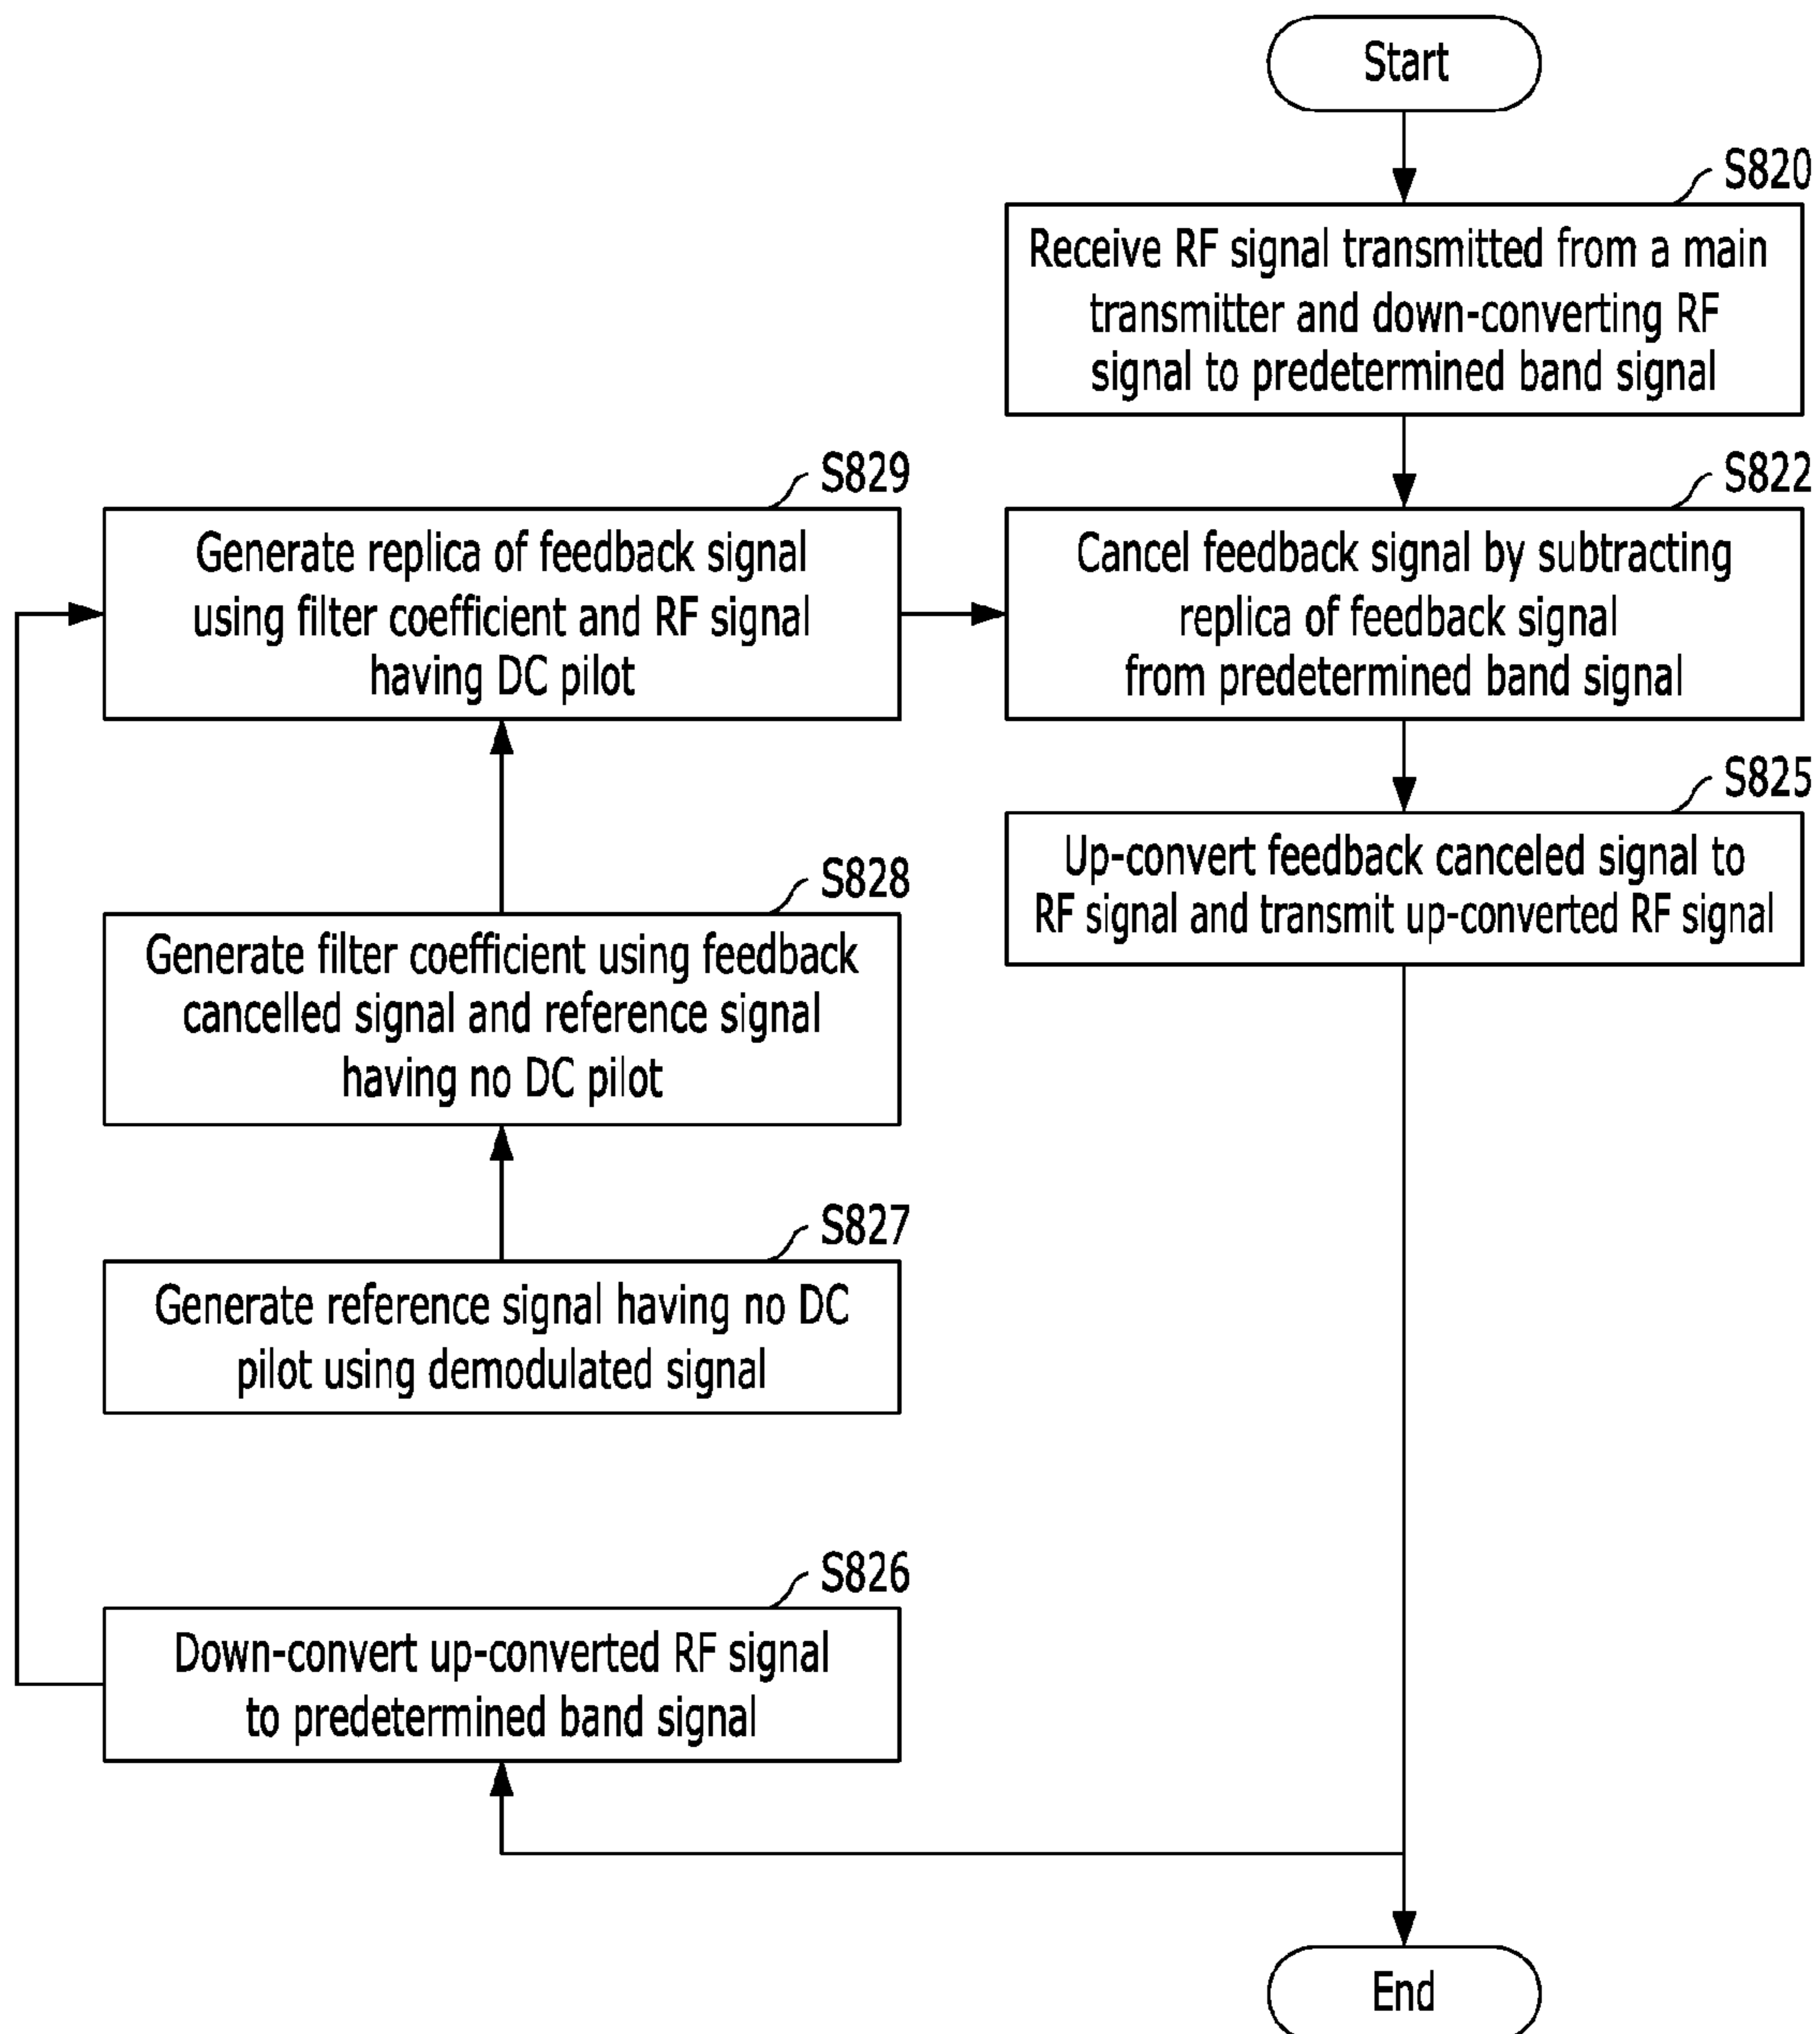 Start
S820
Receive RF signal transmitted from a main
transmitter and down-converting RF
signal to predetermined band signal
S829
Generate replica of feedback signal
using filter coefficient and RF signal
having DC pilot
S822
Cancel feedback signal by subtracting
replica of feedback signal
from predetermined band signal
S825
Up-convert feedback canceled signal to
RF signal and transmit up-converted RF signal
S828
Generate filter coefficient using feedback
cancelled signal and reference signal
having no DC pilot
S827
Generate reference signal having no DC
pilot using demodulated signal
S826
Down-convert up-converted RF signal
to predetermined band signal
End